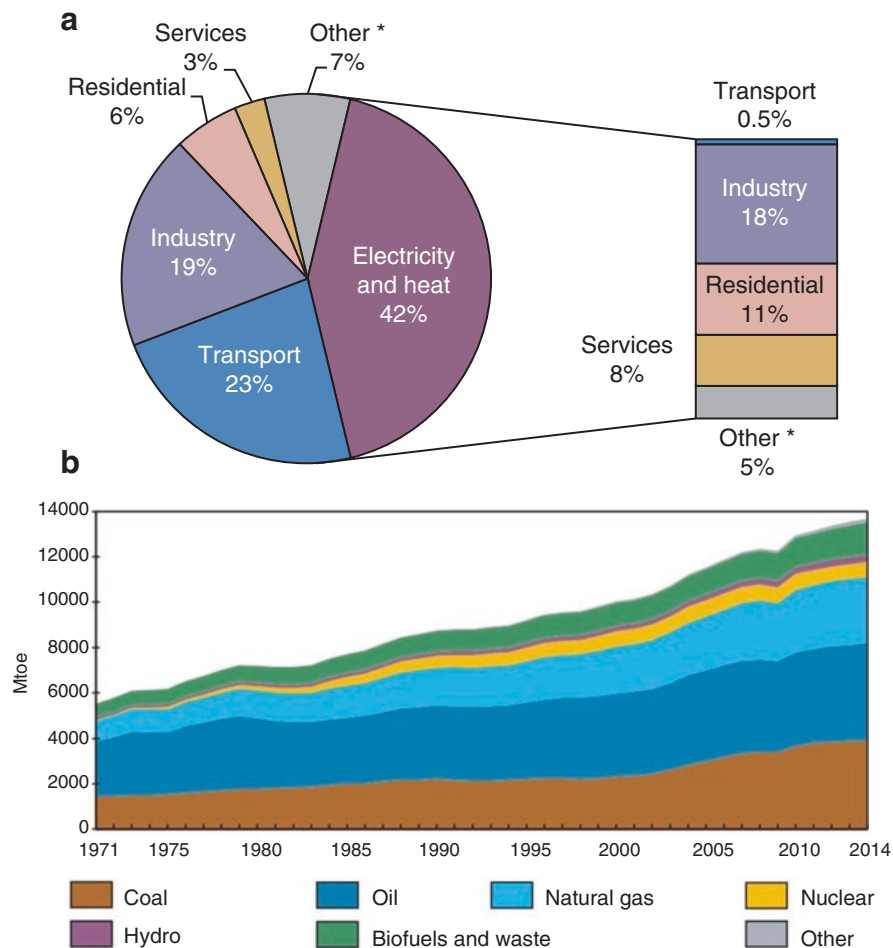 a
Services
3%
Other *
7%
Residential
6%
Industry
19%
Electricity
and heat
42%
Transport
23%
Transport
0.5%
Industry
18%
Residential
11%
Services
8%
Other *
5%
b
14000
12000
10000
8000
6000
4000
2000
0
Mtoe
1971 1975 1980 1985 1990 1995 2000 2005 2010 2014
Coal Oil Natural gas Nuclear
Hydro Biofuels and waste Other